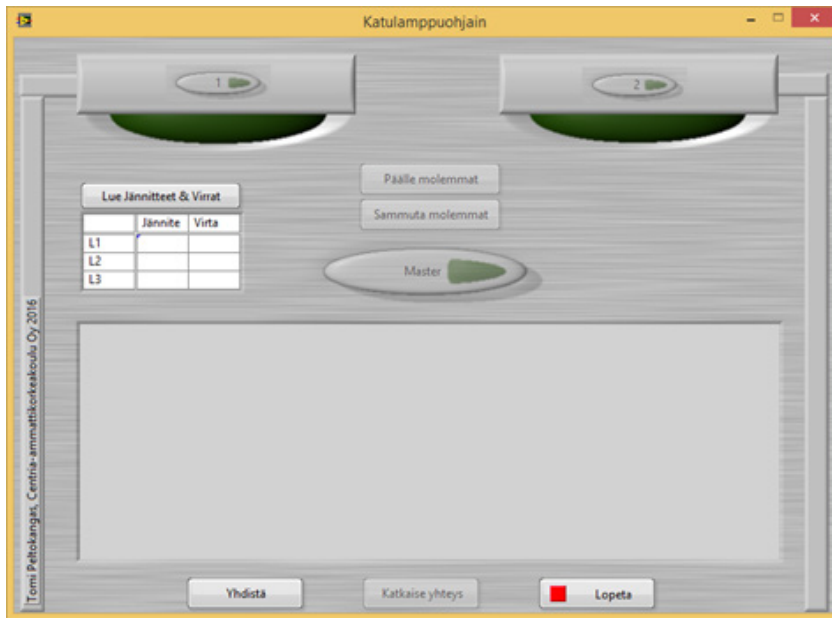 Katulamppuohjain
1
2
Päälle molemmat
Lue Jännitteet & Virrat
Sammuta molemmat
Jännite Virta
L1
L2
L3
Master
Tomi Peltokangas, Centria-ammattikorkeakoulu Oy 2016
Yhdistä
Katkaise yhteys
Lopeta